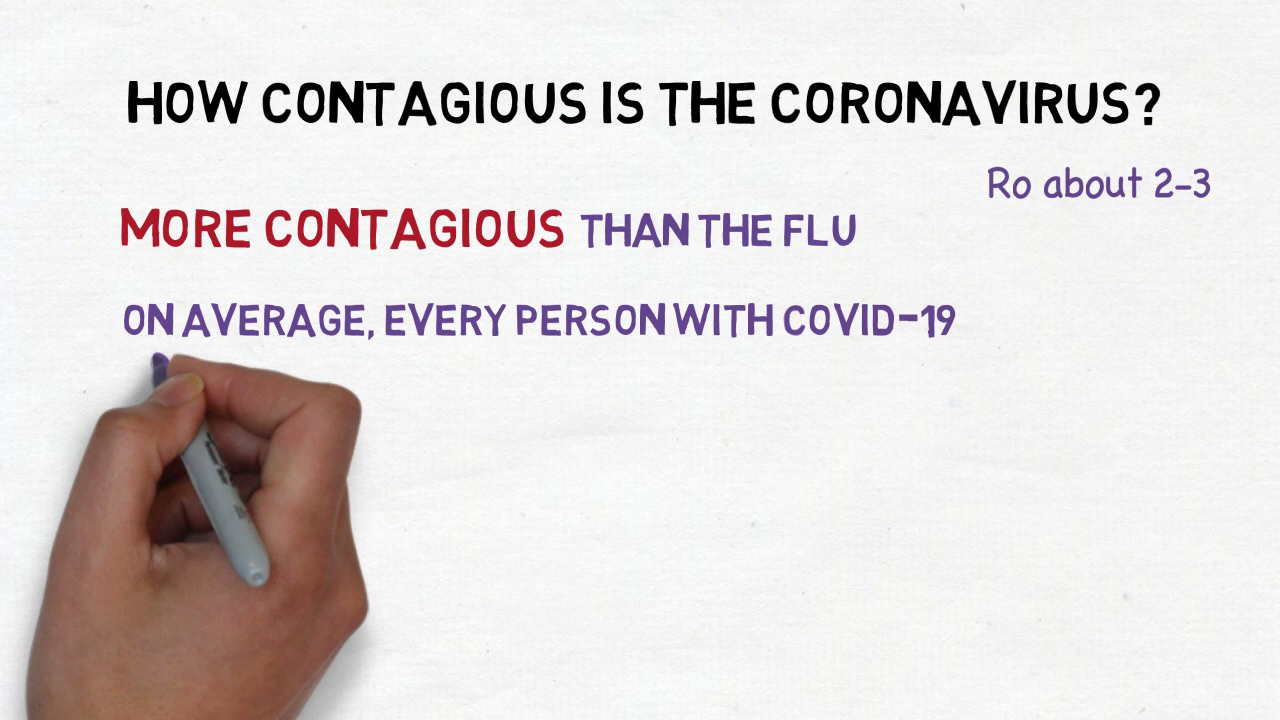 HOW CONTAGIOUS IS THE CORONAVIRUS?
Ro about 2-3
MORE CONTAGIOUS THAN THE FLU
ON AVERAGE, EVERY PERSON WITH COVID-19